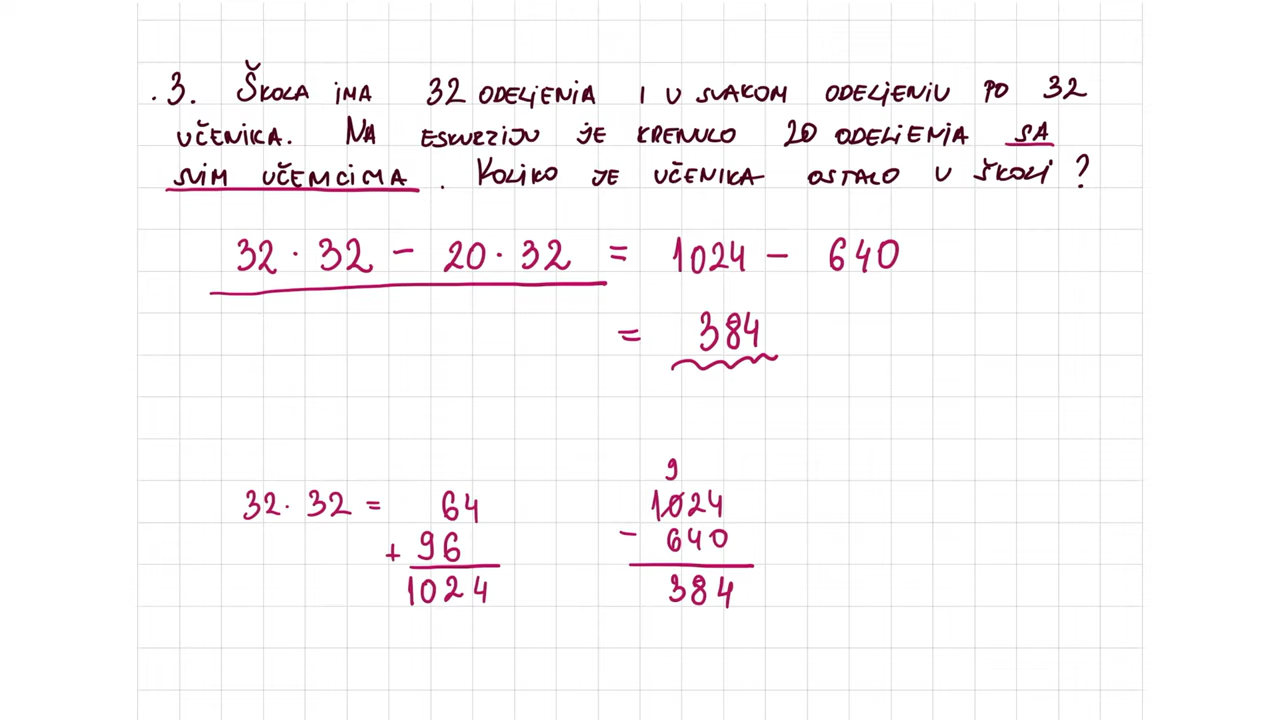 3. Škola ima 32 odeljenja i u svakom odeljeniu po 32
učenika. Na eskurziju je krenulo 20 odeljenja sa
svim učenicima. Koliko je učenika ostalo u školi?
32 · 32 - 20 · 32 = 1024 - 640
= 384
9
32 · 32 = 64 1024
+ 96 - 640
1024 384